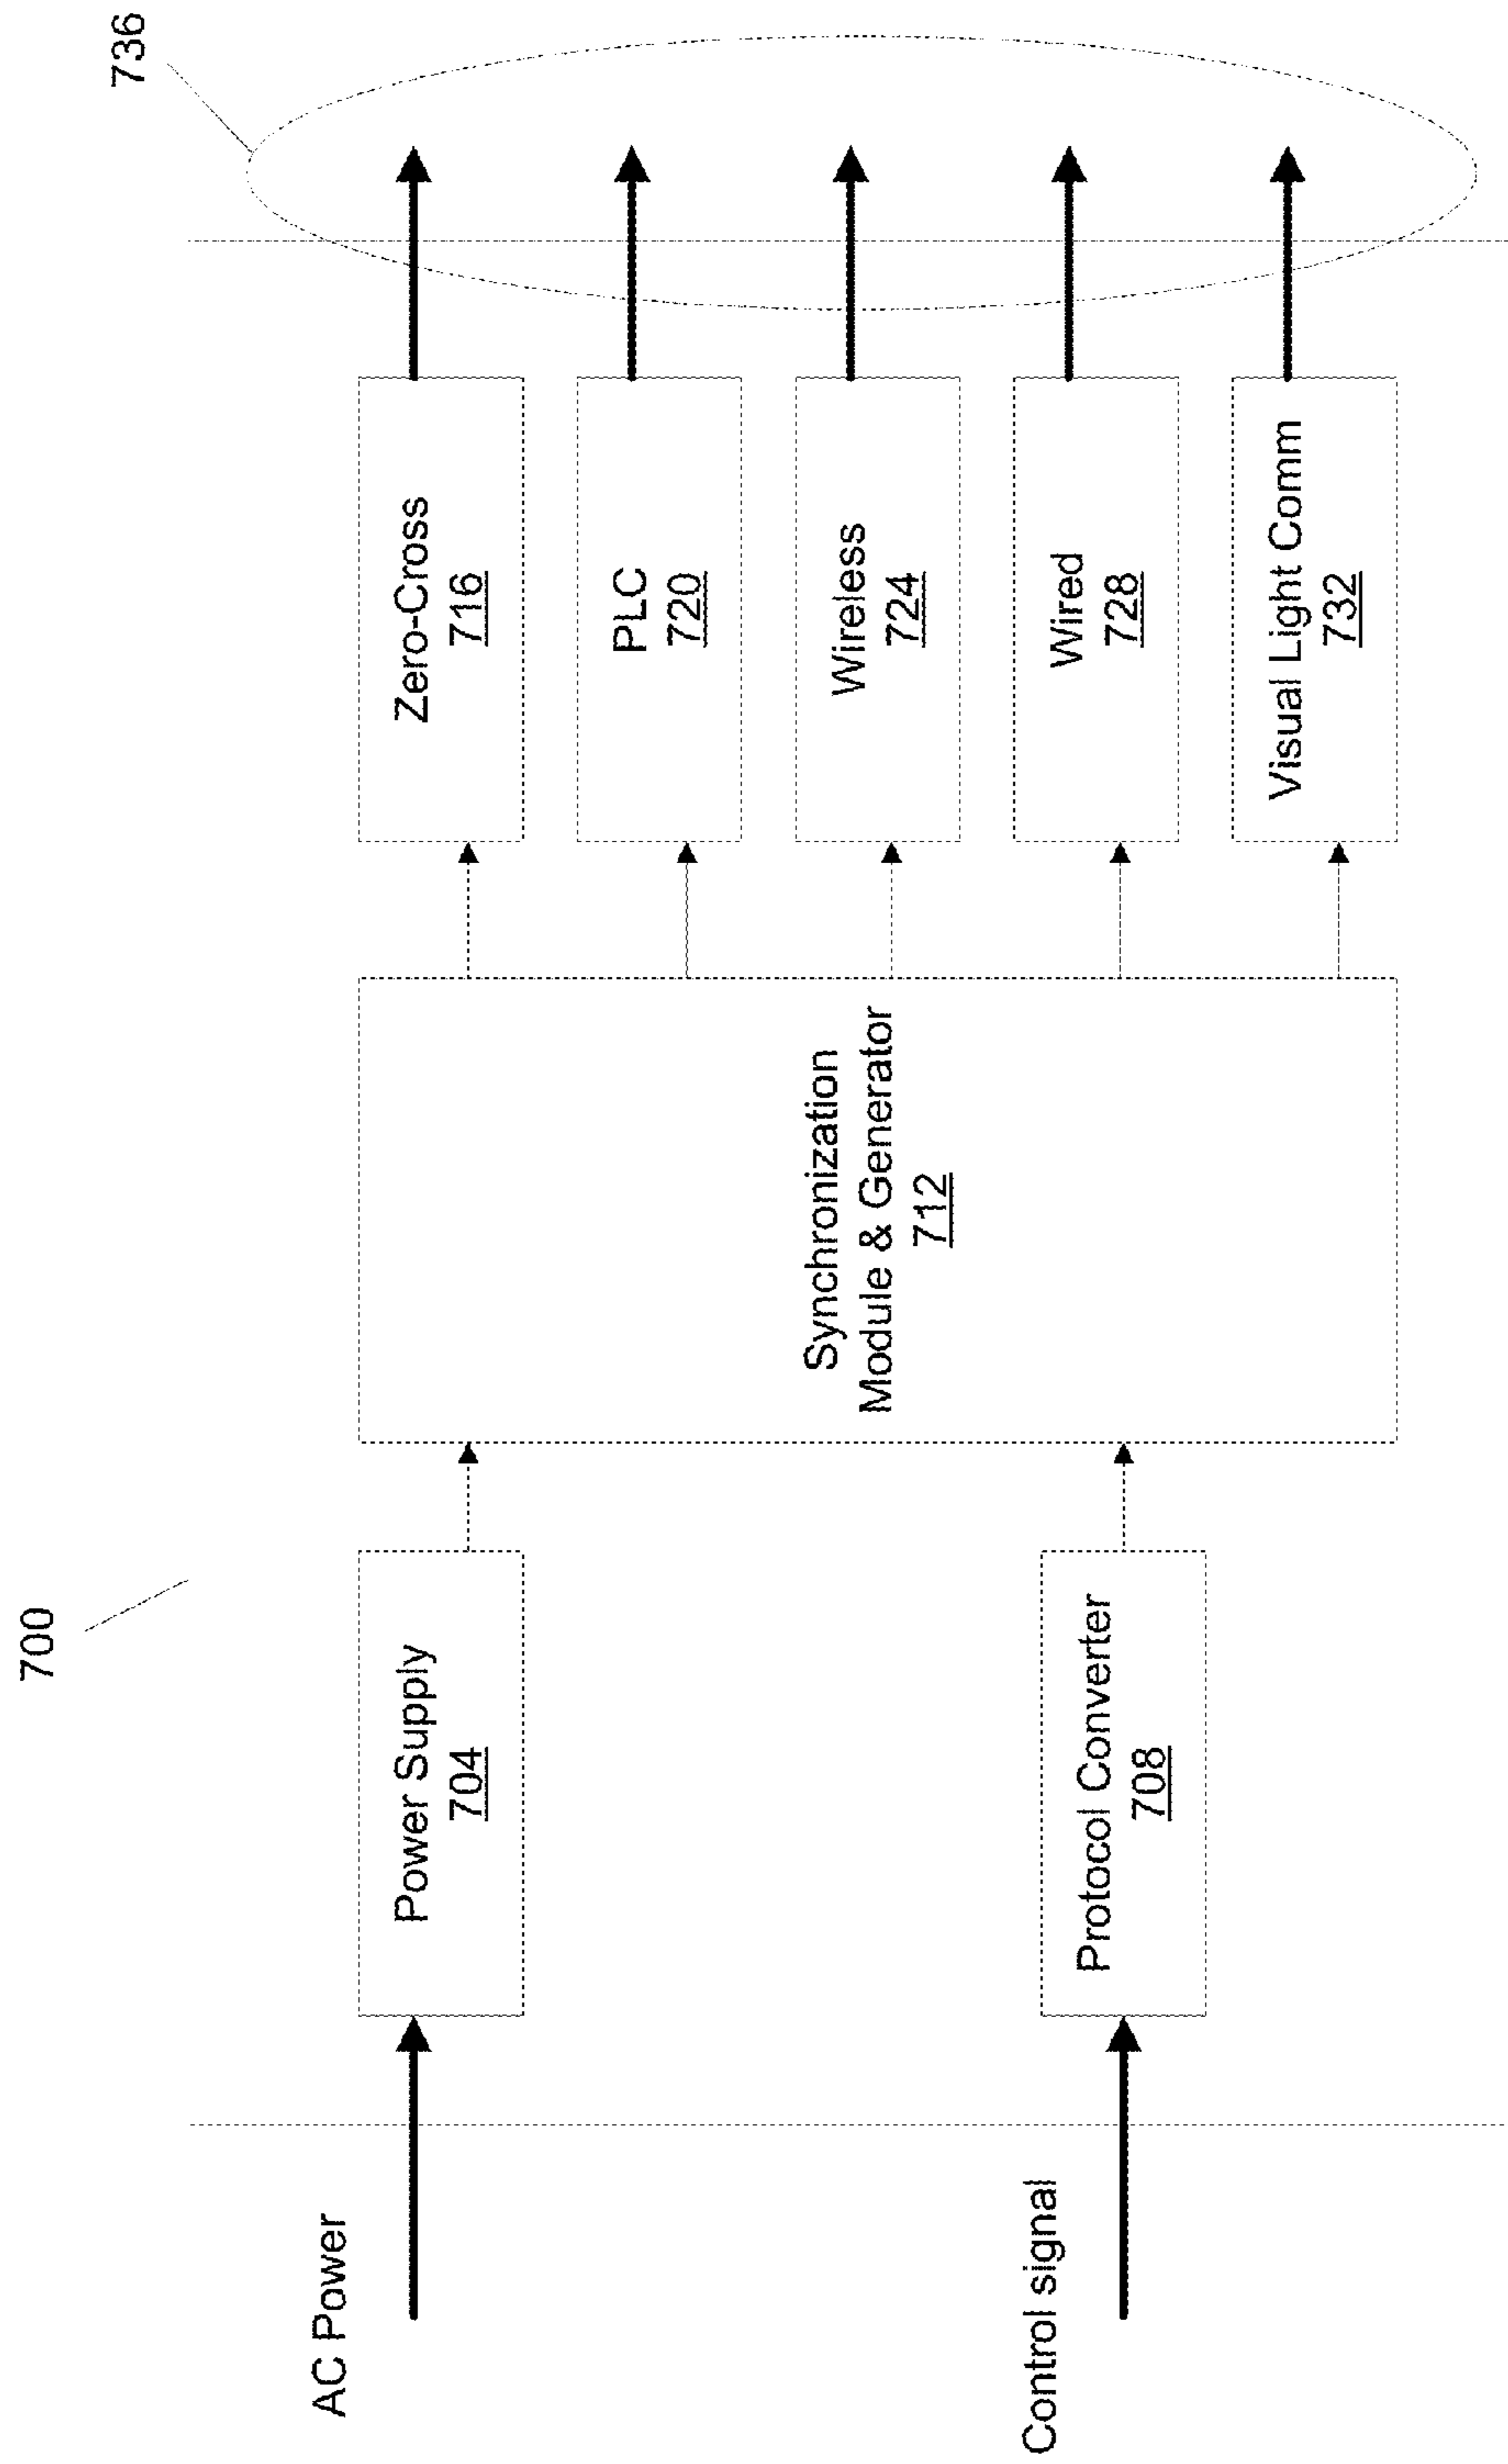 700
736
AC Power
Control signal
Power Supply
704
Protocol Converter
708
Synchronization
Module & Generator
712
Zero-Cross
716
PLC
720
Wireless
724
Wired
728
Visual Light Comm
732